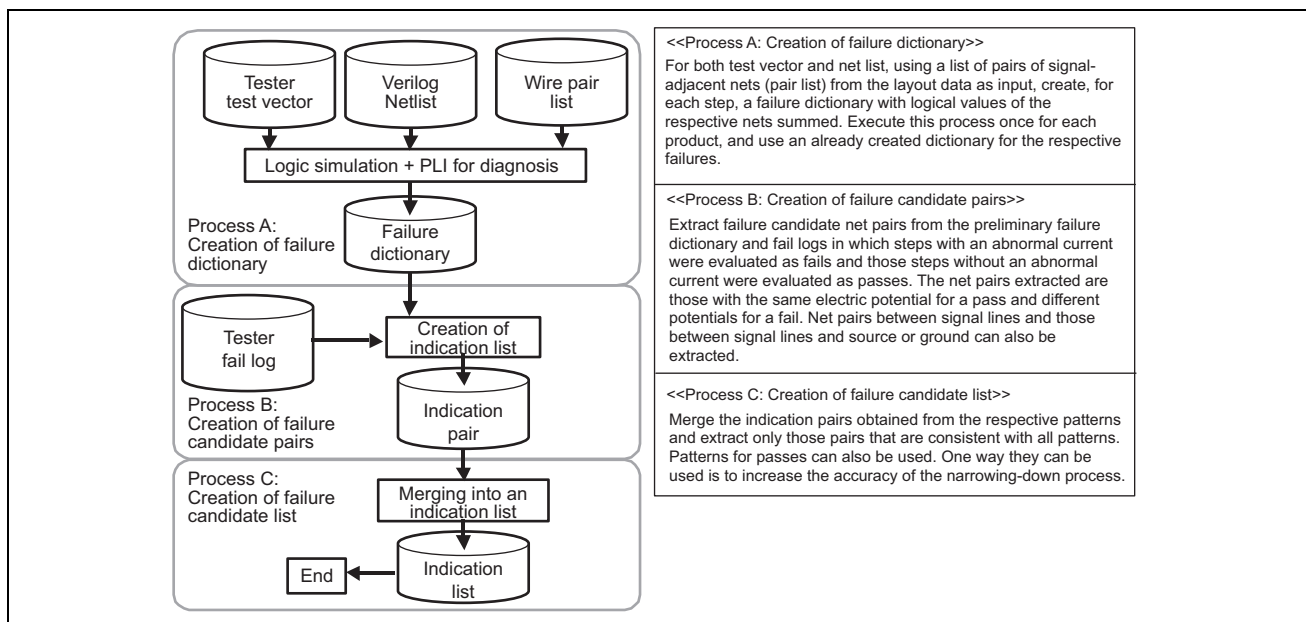 Tester
test vector
Verilog
Netlist
Wire pair
list
Logic simulation + PLI for diagnosis
Process A:
Creation of failure
dictionary
Failure
dictionary
Tester
fail log
Creation of
indication list
Process B:
Creation of failure
candidate pairs
Indication
pair
Process C:
Creation of failure
candidate list
Merging into an
indication list
End
Indication
list
<<Process A: Creation of failure dictionary>>
For both test vector and net list, using a list of pairs of signal-
adjacent nets (pair list) from the layout data as input, create, for
each step, a failure dictionary with logical values of the
respective nets summed. Execute this process once for each
product, and use an already created dictionary for the respective
failures.
<<Process B: Creation of failure candidate pairs>>
Extract failure candidate net pairs from the preliminary failure
dictionary and fail logs in which steps with an abnormal current
were evaluated as fails and those steps without an abnormal
current were evaluated as passes. The net pairs extracted are
those with the same electric potential for a pass and different
potentials for a fail. Net pairs between signal lines and those
between signal lines and source or ground can also be
extracted.
<<Process C: Creation of failure candidate list>>
Merge the indication pairs obtained from the respective patterns
and extract only those pairs that are consistent with all patterns.
Patterns for passes can also be used. One way they can be
used is to increase the accuracy of the narrowing-down process.